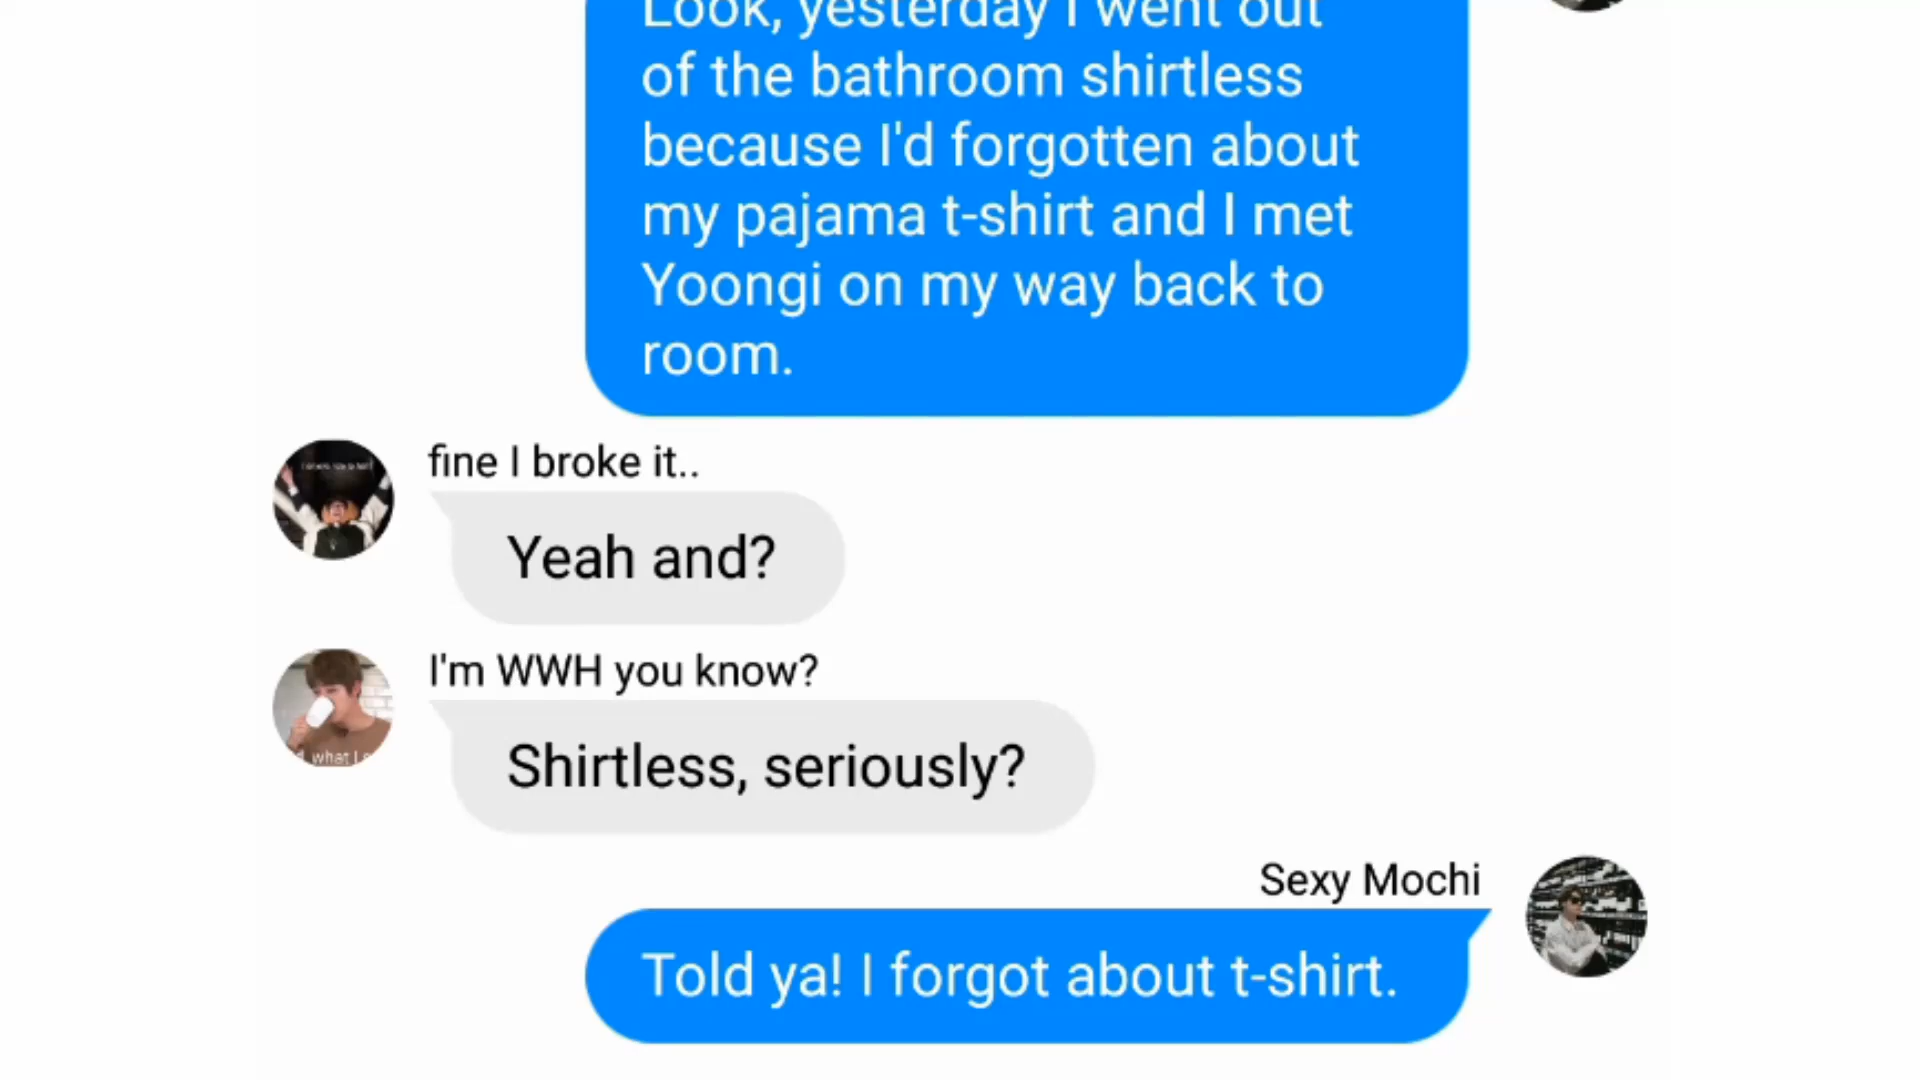 Look, yesterday I went out
of the bathroom shirtless
because I'd forgotten about
my pajama t-shirt and I met
Yoongi on my way back to
room.
fine I broke it..
Yeah and?
I'm WWH you know?
what I
Shirtless, seriously?
Sexy Mochi
Told ya! I forgot about t-shirt.